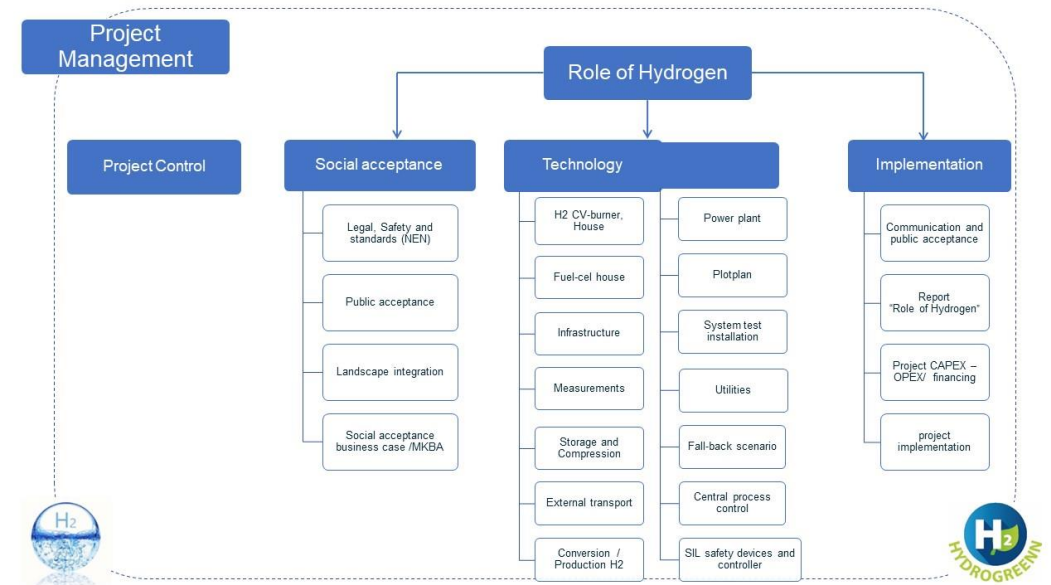 Project
Management
Role of Hydrogen
Project Control
Social acceptance
Technology
Implementation
Legal, Safety and
standards (NEN)
Public acceptance
Landscape integration
Social acceptance
business case /MKBA
H2 CV-burner,
House
Fuel-cel house
Infrastructure
Measurements
Storage and
Compression
External transport
Conversion /
Production H2
Power plant
Plotplan
System test
installation
Utilities
Fall-back scenario
Central process
control
SIL safety devices and
controller
Communication and
public acceptance
Report
“Role of Hydrogen”
Project CAPEX –
OPEX/ financing
project
implementation
H2
H2
HYDROGREENN